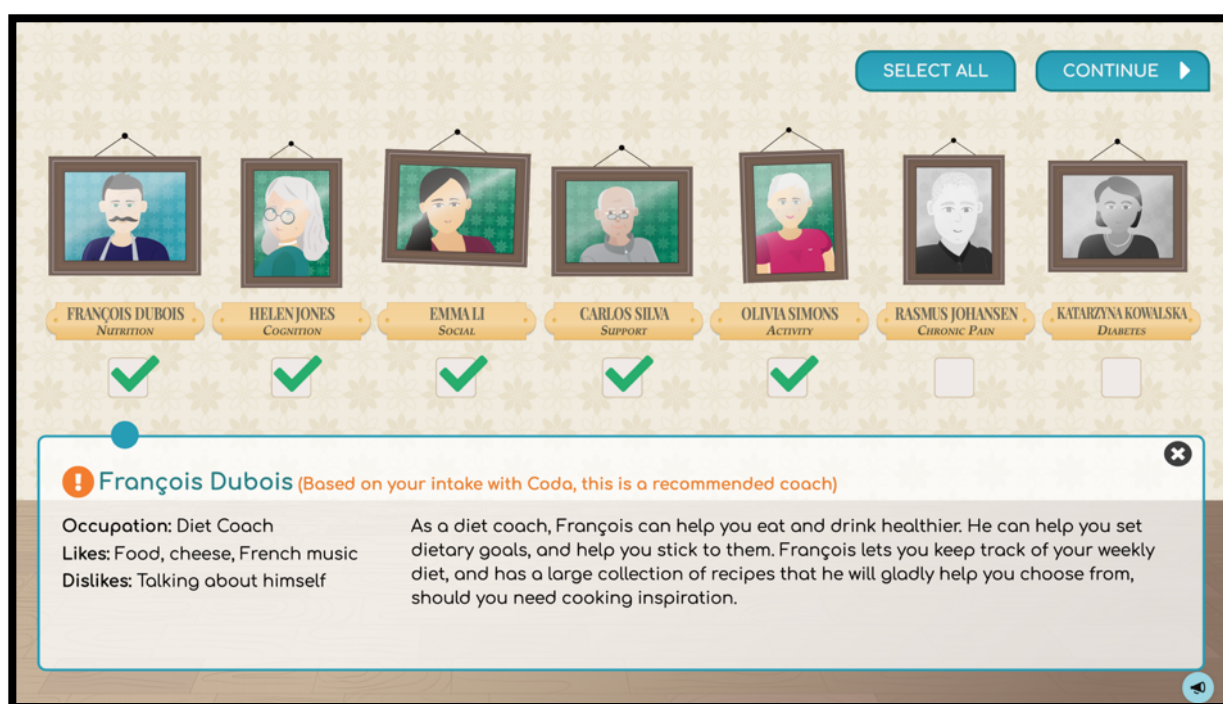 SELECT ALL
CONTINUE
FRANÇOIS DUBOIS
NUTRITION
HELEN JONES
COGNITION
EMMA LI
SOCIAL
CARLOS SILVA
SUPPORT
OLIVIA SIMONS
ACTIVITY
RASMUS JOHANSEN
CHRONIC PAIN
KATARZYNA KOWALSKA
DIABETES
! François Dubois (Based on your intake with Coda, this is a recommended coach)
Occupation: Diet Coach
Likes: Food, cheese, French music
Dislikes: Talking about himself
As a diet coach, François can help you eat and drink healthier. He can help you set
dietary goals, and help you stick to them. François lets you keep track of your weekly
diet, and has a large collection of recipes that he will gladly help you choose from,
should you need cooking inspiration.